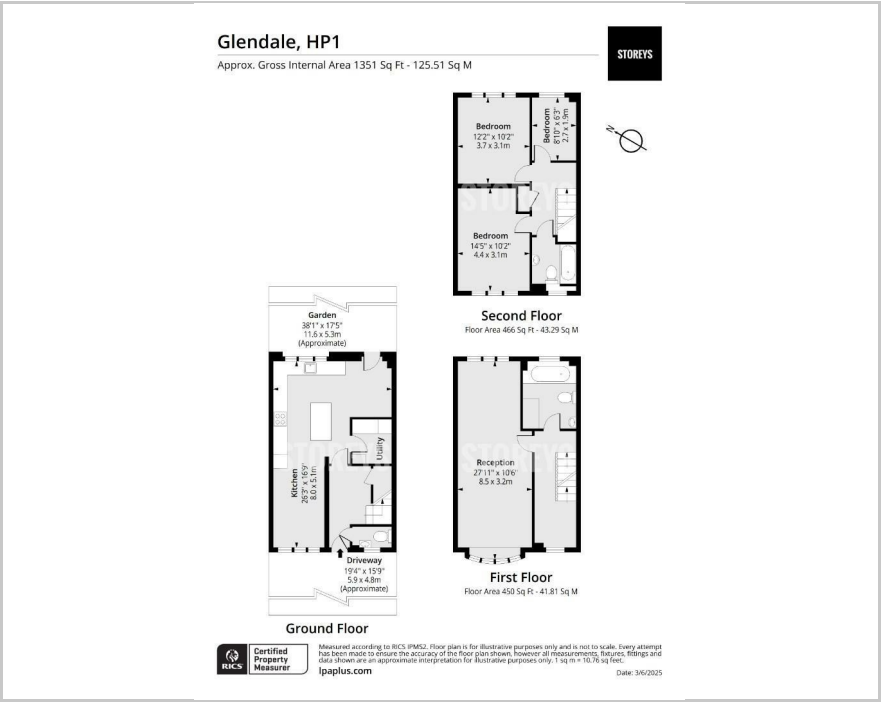 Glendale, HP1
Approx. Gross Internal Area 1351 Sq Ft - 125.51 Sq M
STOREYS
Bedroom
12'2" x 10'2"
3.7 x 3.1m
Bedroom
8'10" x 6'3"
2.7 x 1.9m
N
STOREYS
Bedroom
14'5" x 10'2"
4.4 x 3.1m
Second Floor
Floor Area 466 Sq Ft - 43.29 Sq M
Garden
38'1" x 17'5"
11.6 x 5.3m
(Approximate)
Utility
STOREYS
Kitchen
26'3" x 16'9"
8.0 x 5.1m
Driveway
19'4" x 15'9"
5.9 x 4.8m
(Approximate)
Ground Floor
STOREYS
Reception
27'11" x 10'6"
8.5 x 3.2m
First Floor
Floor Area 450 Sq Ft - 41.81 Sq M
RICS
Certified
Property
Measurer
Measured according to RICS IPMS2. Floor plan is for illustrative purposes only and is not to scale. Every attempt
has been made to ensure the accuracy of the floor plan shown, however all measurements, fixtures, fittings and
data shown are an approximate interpretation for illustrative purposes only. 1 sq m = 10.76 sq feet.
lpaplus.com
Date: 3/6/2025